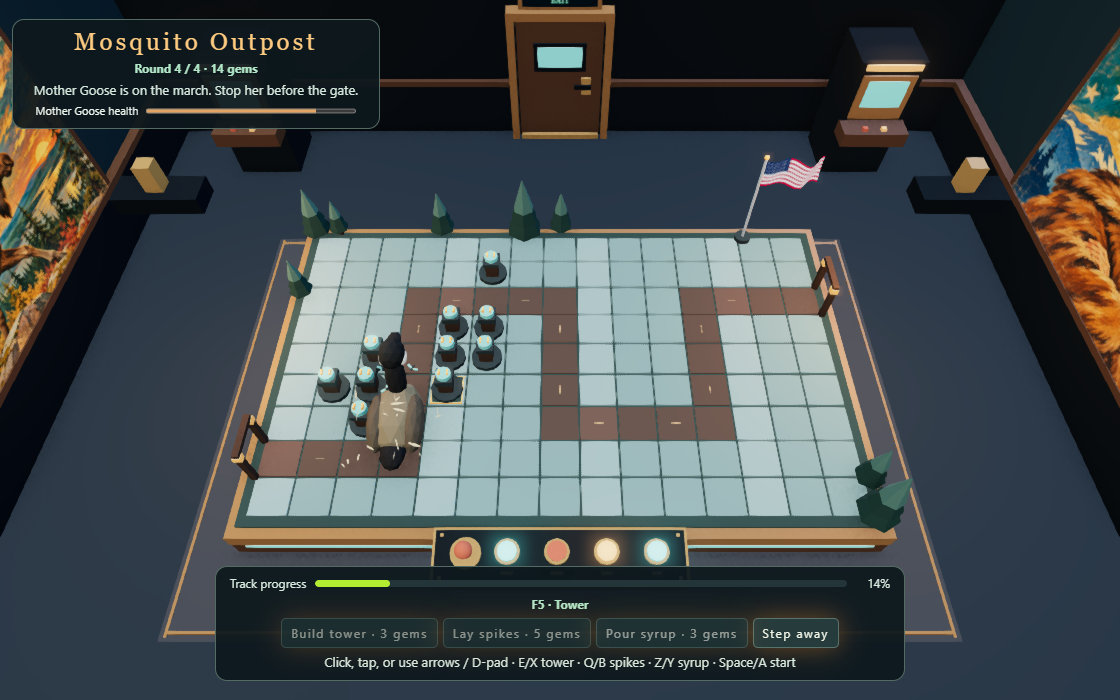 EXIT
Mosquito Outpost
Round 4 / 4 · 14 gems
Mother Goose is on the march. Stop her before the gate.
Mother Goose health
Track progress 14%
F5 · Tower
Build tower · 3 gems
Lay spikes · 5 gems
Pour syrup · 3 gems
Step away
Click, tap, or use arrows / D-pad · E/X tower · Q/B spikes · Z/Y syrup · Space/A start